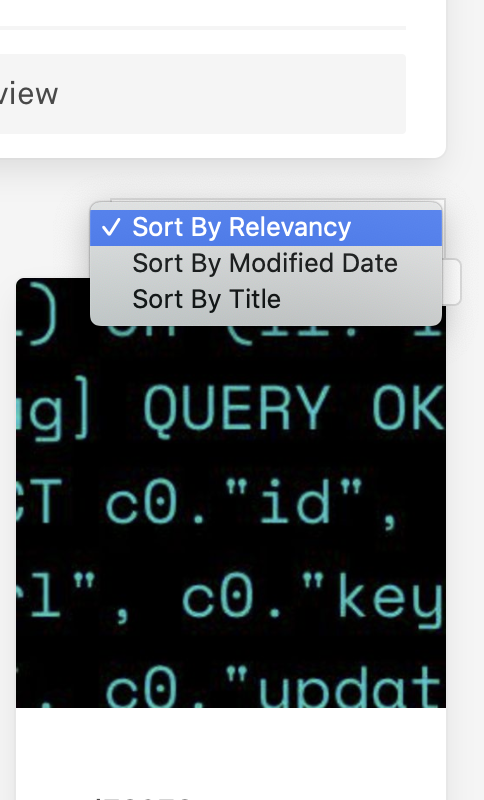 view
✓ Sort By Relevancy
Sort By Modified Date
Sort By Title
QUERY OK
c0."id",
", c0."key
c0."updat